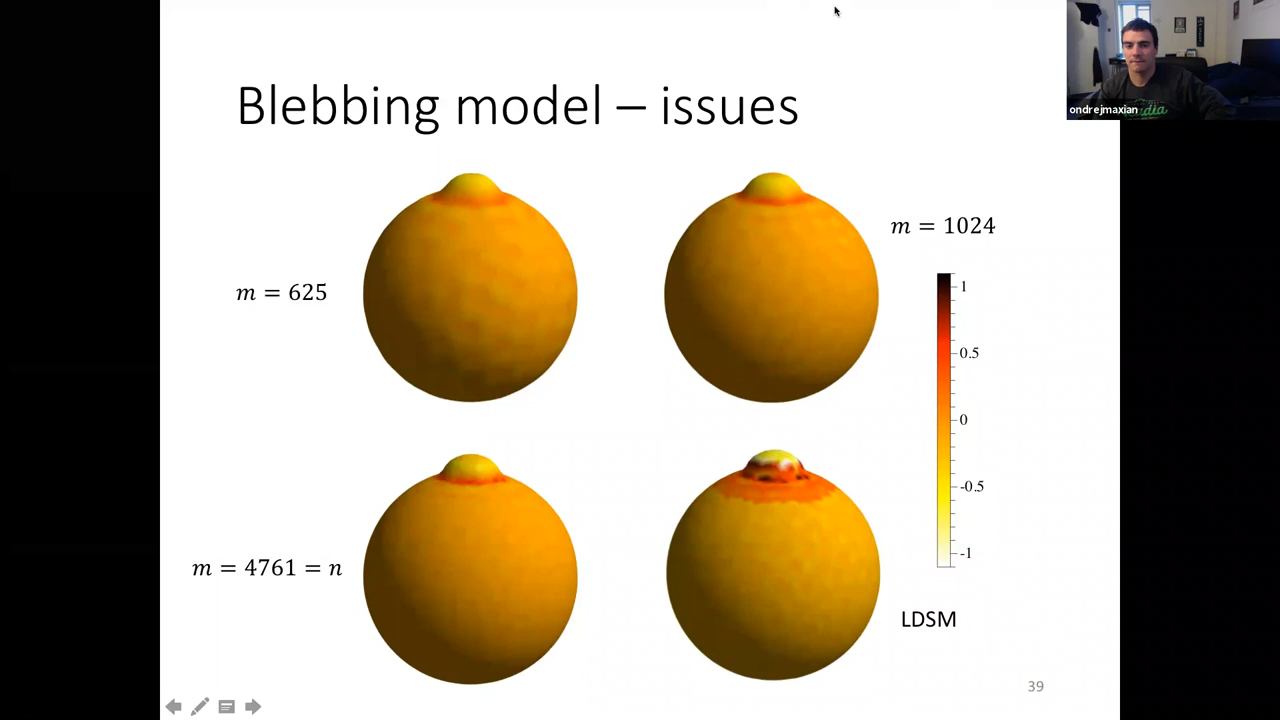 ondrejmaxian
Blebbing model – issues
m = 1024
m = 625
1
0.5
0
-0.5
-1
m = 4761 = n
LDSM
39